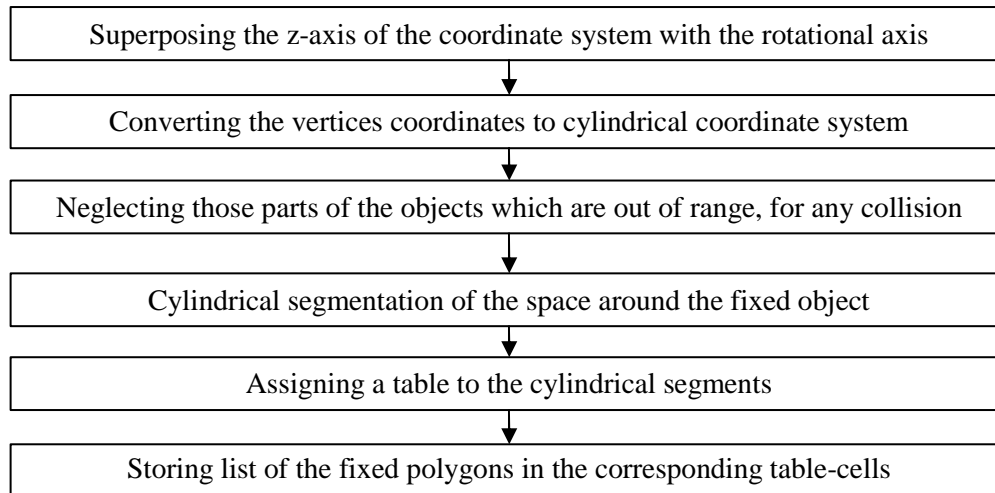 Superposing the z-axis of the coordinate system with the rotational axis
Converting the vertices coordinates to cylindrical coordinate system
Neglecting those parts of the objects which are out of range, for any collision
Cylindrical segmentation of the space around the fixed object
Assigning a table to the cylindrical segments
Storing list of the fixed polygons in the corresponding table-cells